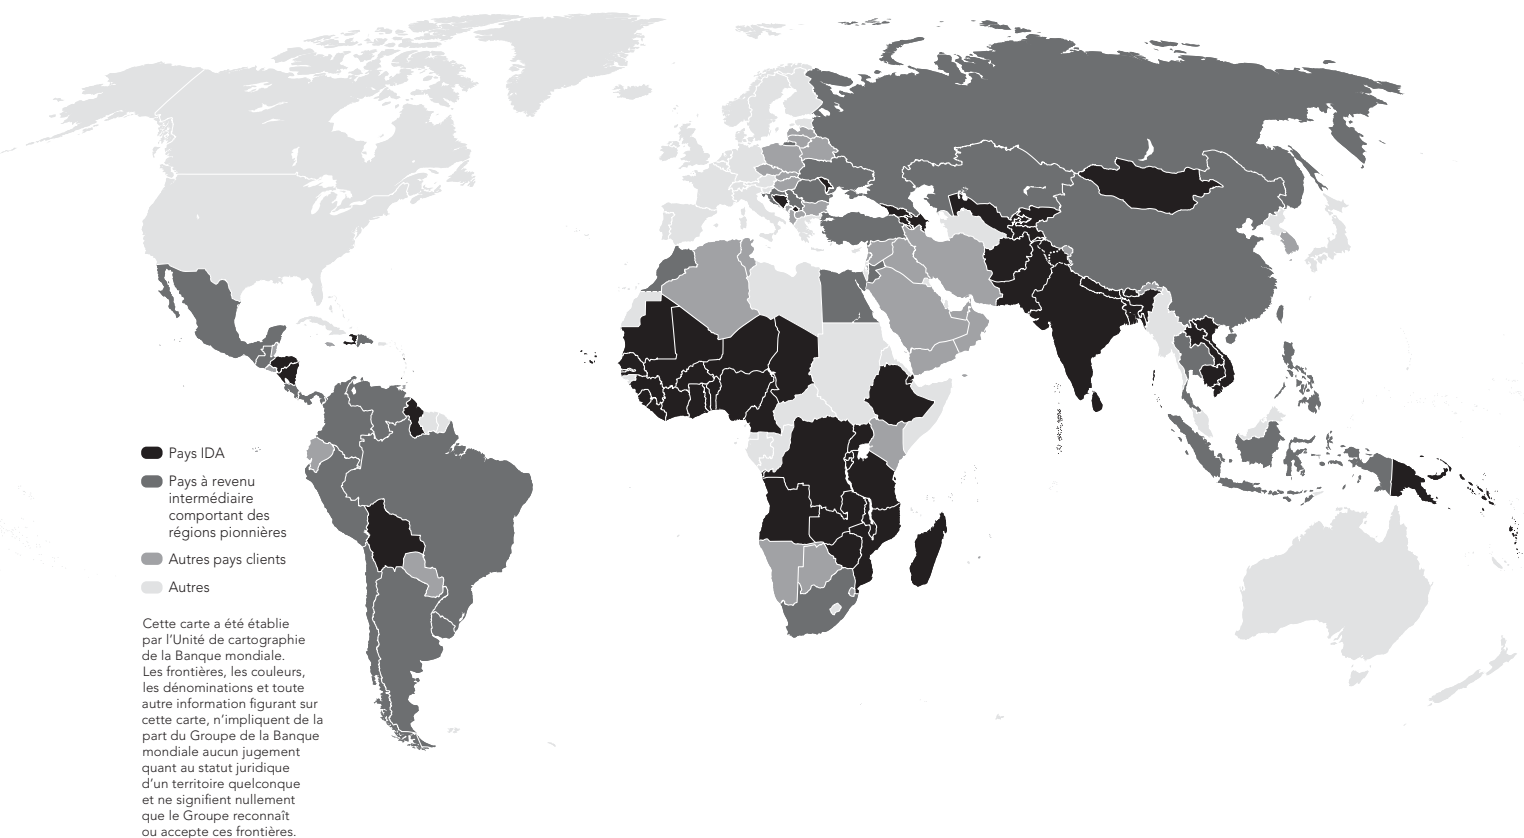 Pays IDA
Pays à revenu
intermédiaire
comportant des
régions pionnières
Autres pays clients
Autres
Cette carte a été établie
par l'Unité de cartographie
de la Banque mondiale.
Les frontières, les couleurs,
les dénominations et toute
autre information figurant sur
cette carte, n'impliquent de la
part du Groupe de la Banque
mondiale aucun jugement
quant au statut juridique
d'un territoire quelconque
et ne signifient nullement
que le Groupe reconnaît
ou accepte ces frontières.